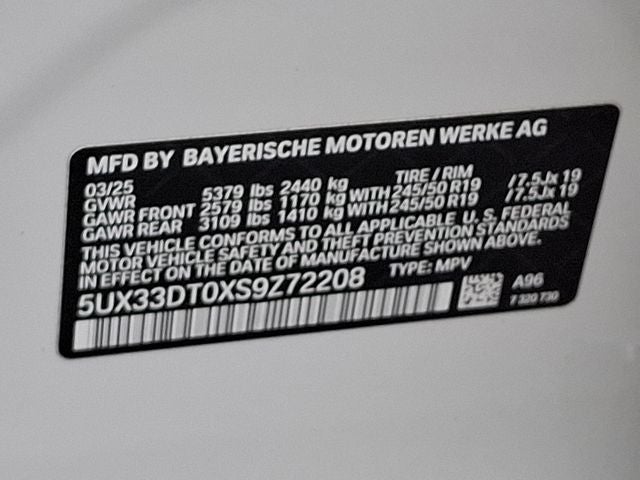 MFD BY BAYERISCHE MOTOREN WERKE AG
03/25 TIRE / RIM
GVWR 5379 lbs 2440 kg
GAWR FRONT 2579 lbs 1170 kg WITH 245/50 R19 /7.5Jx 19
GAWR REAR 3109 lbs 1410 kg WITH 245/50 R19 /7.5Jx 19
THIS VEHICLE CONFORMS TO ALL APPLICABLE U.S. FEDERAL
MOTOR VEHICLE SAFETY AND THEFT PREVENTION STANDARDS
IN EFFECT ON THE DATE OF MANUFACTURE SHOWN ABOVE.
5UX33DT0XS9Z72208 TYPE: MPV
A96
7 320 730